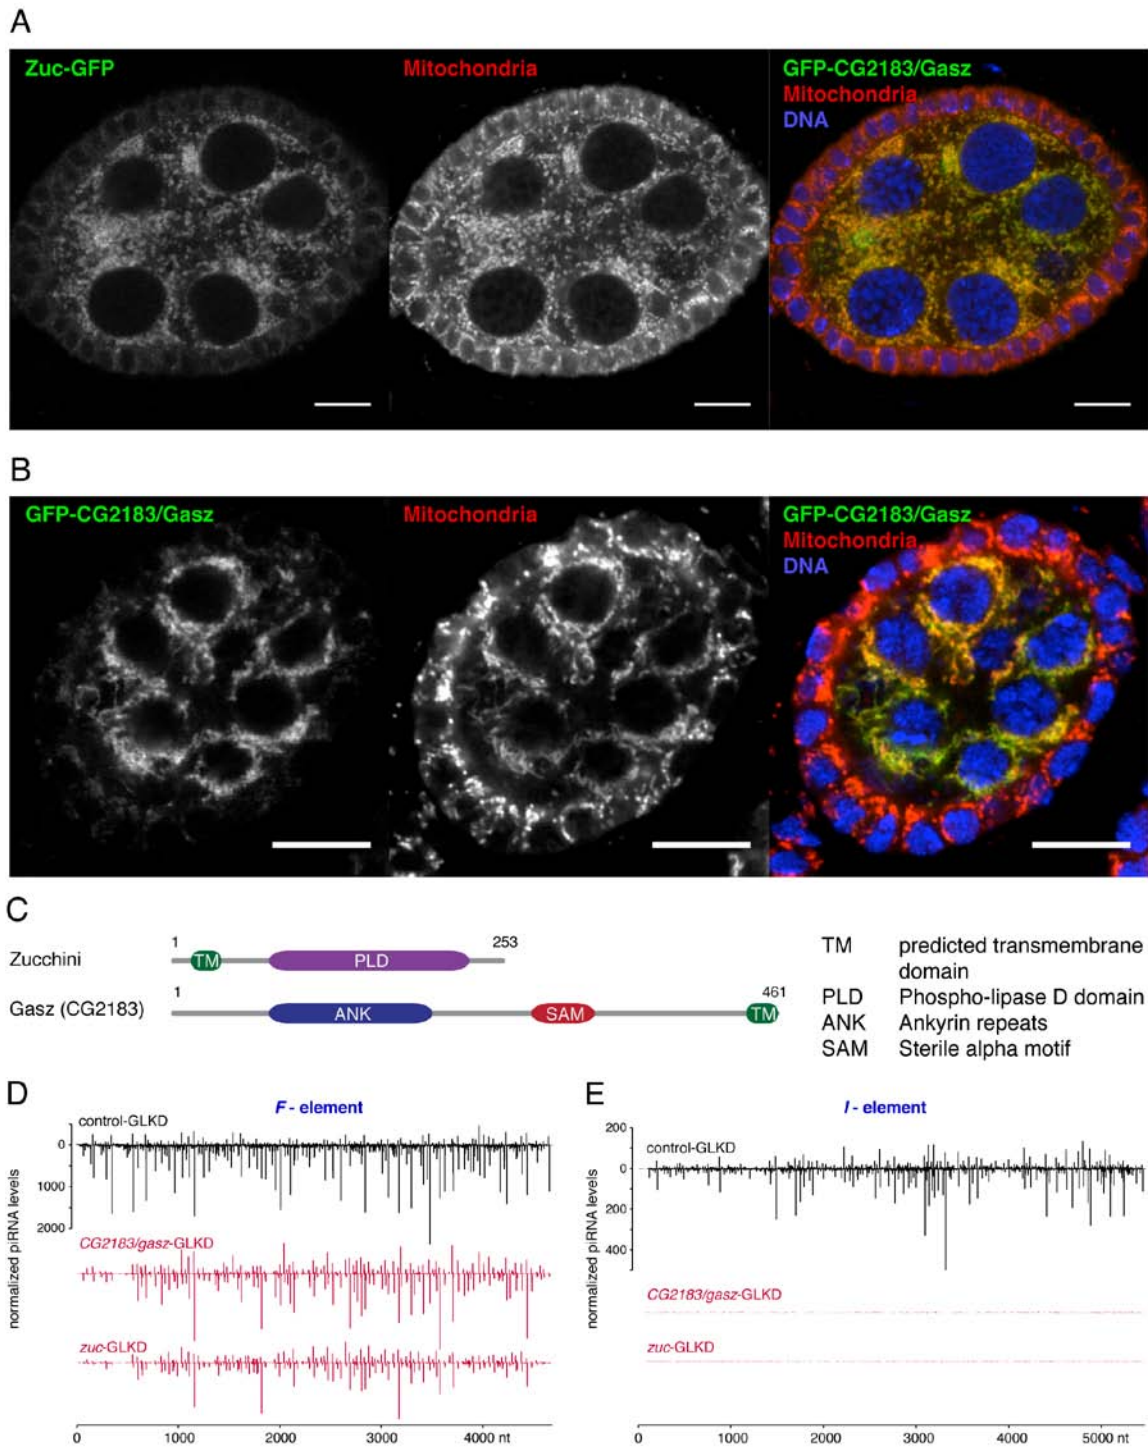 A
Zuc-GFP
Mitochondria
GFP-CG2183/Gasz
Mitochondria
DNA
B
GFP-CG2183/Gasz
Mitochondria
GFP-CG2183/Gasz
Mitochondria
DNA
C
1 253
Zucchini TM PLD
1 461
Gasz (CG2183) ANK SAM TM
TM predicted transmembrane
domain
PLD Phospho-lipase D domain
ANK Ankyrin repeats
SAM Sterile alpha motif
D
F - element
control-GLKD
0
1000
2000
normalized piRNA levels
CG2183/gasz-GLKD
zuc-GLKD
0 1000 2000 3000 4000 nt
E
I - element
200
control-GLKD
0
200
400
normalized piRNA levels
CG2183/gasz-GLKD
zuc-GLKD
0 1000 2000 3000 4000 5000 nt